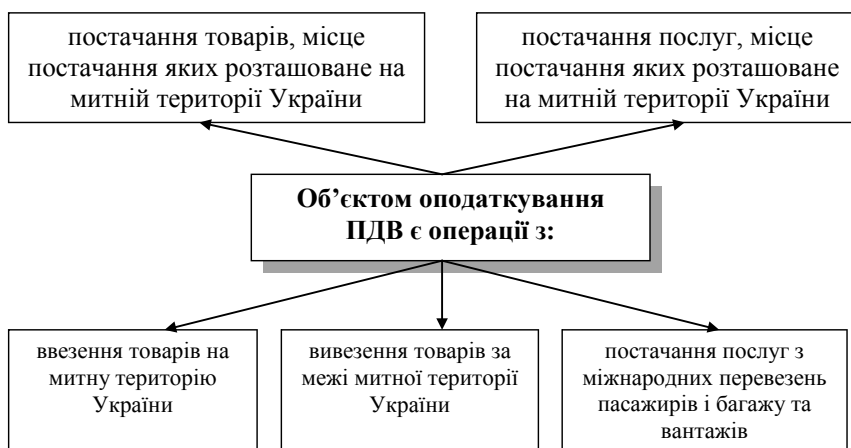 постачання товарів, місце
постачання яких розташоване на
митній території України
постачання послуг, місце
постачання яких розташоване
на митній території України
Об’єктом оподаткування
ПДВ є операції з:
ввезення товарів на
митну територію
України
вивезення товарів за
межі митної території
України
постачання послуг з
міжнародних перевезень
пасажирів і багажу та
вантажів